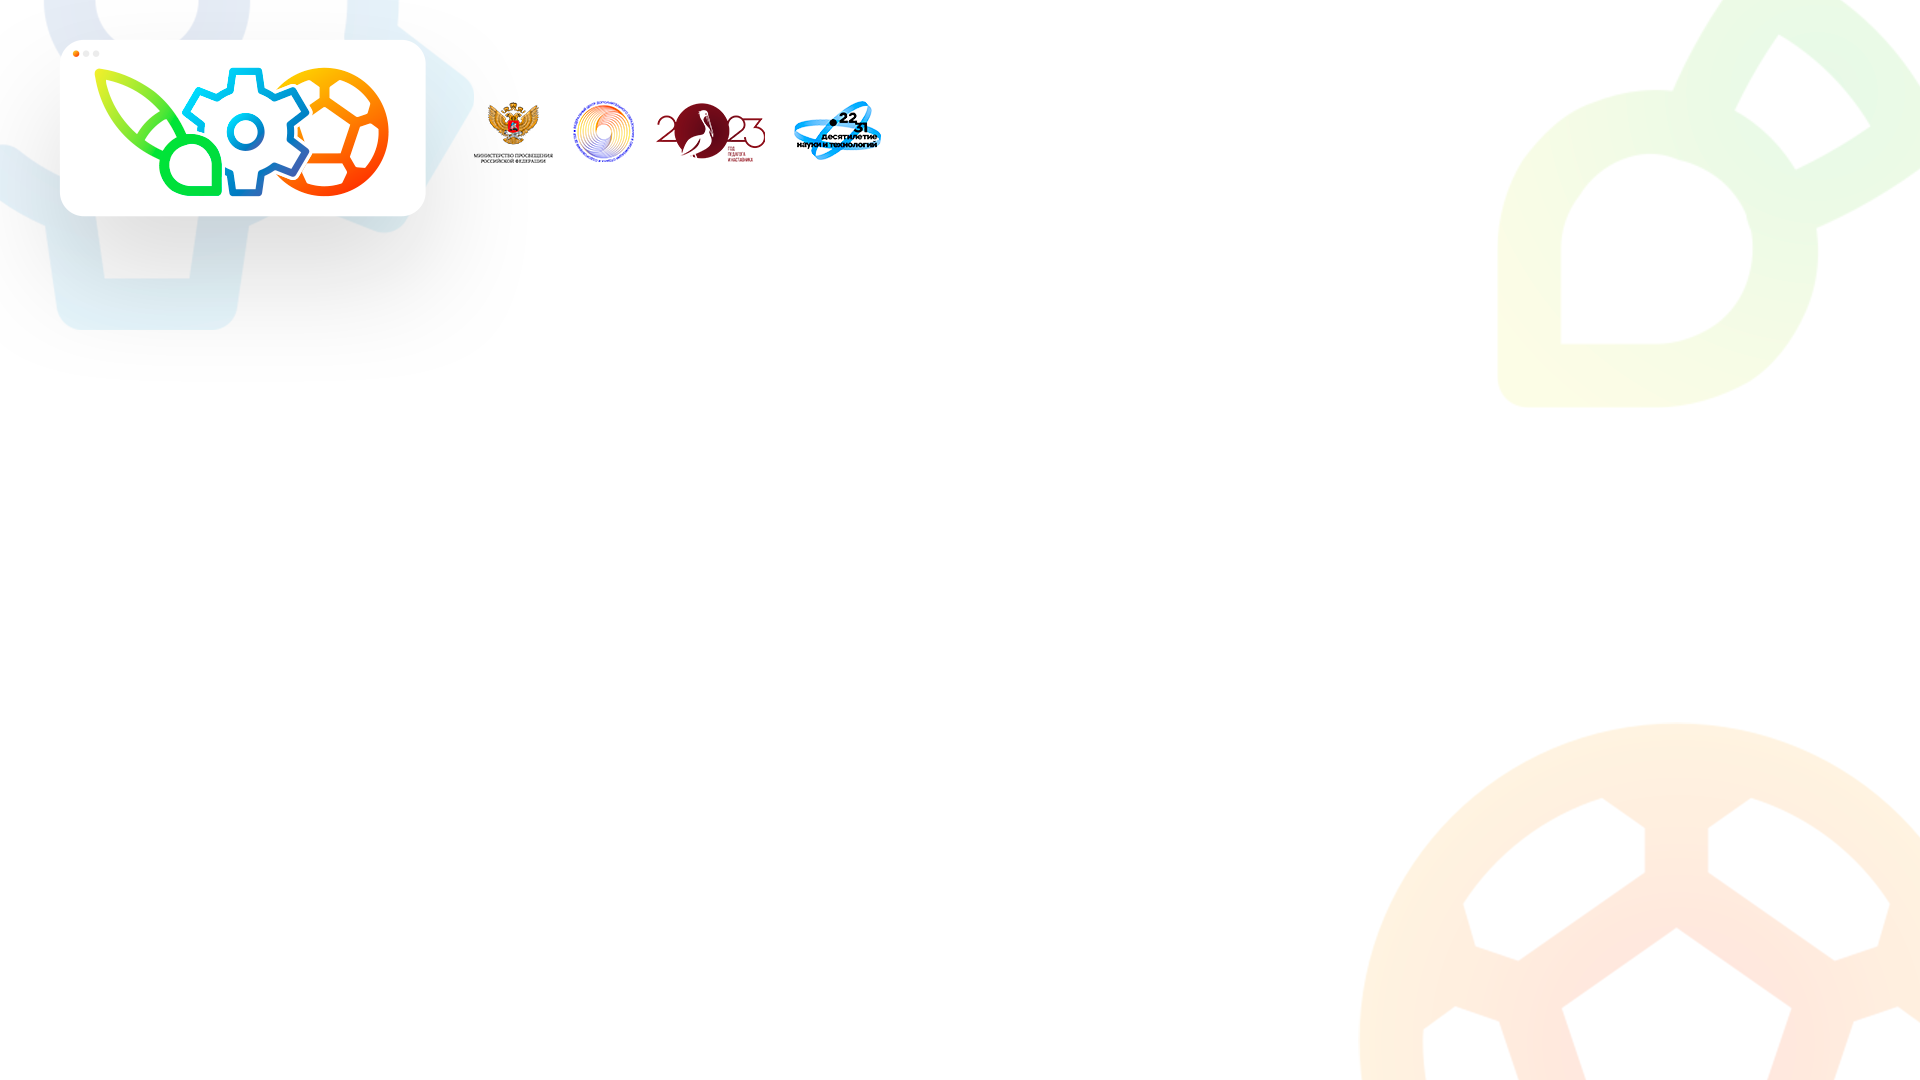 МИНИСТЕРСТВО ПРОСВЕЩЕНИЯ
РОССИЙСКОЙ ФЕДЕРАЦИИ
2023
ГОД
ПЕДАГОГА
И НАСТАВНИКА
22
31
десятилетие
науки и технологий